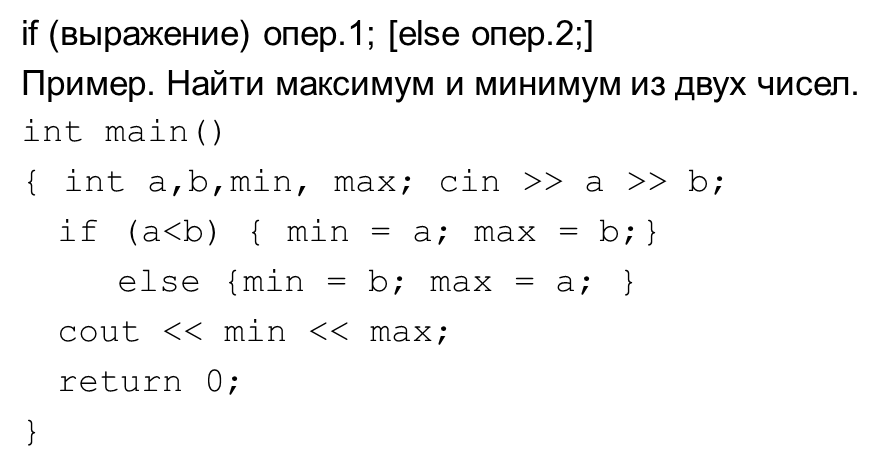 if (выражение) опер.1; [else опер.2;]
Пример. Найти максимум и минимум из двух чисел.
int main()
{ int a,b,min, max; cin >> a >> b;
if (a<b) { min = a; max = b;}
else {min = b; max = a; }
cout << min << max;
return 0;
}